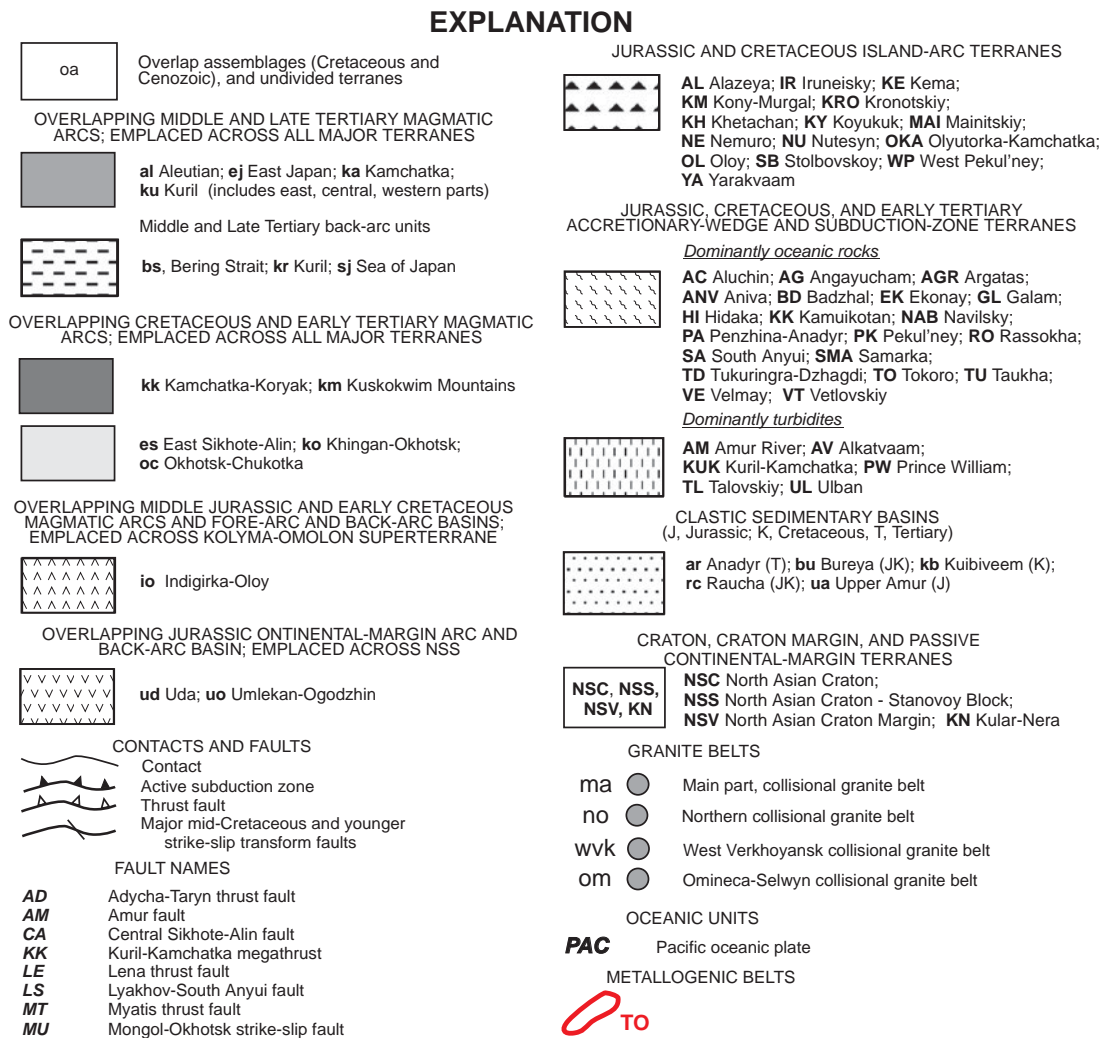 EXPLANATION
oa
Overlap assemblages (Cretaceous and
Cenozoic), and undivided terranes
OVERLAPPING MIDDLE AND LATE TERTIARY MAGMATIC
ARCS; EMPLACED ACROSS ALL MAJOR TERRANES
al Aleutian; ej East Japan; ka Kamchatka;
ku Kuril (includes east, central, western parts)
Middle and Late Tertiary back-arc units
bs, Bering Strait; kr Kuril; sj Sea of Japan
OVERLAPPING CRETACEOUS AND EARLY TERTIARY MAGMATIC
ARCS; EMPLACED ACROSS ALL MAJOR TERRANES
kk Kamchatka-Koryak; km Kuskokwim Mountains
es East Sikhote-Alin; ko Khingan-Okhotsk;
oc Okhotsk-Chukotka
OVERLAPPING MIDDLE JURASSIC AND EARLY CRETACEOUS
MAGMATIC ARCS AND FORE-ARC AND BACK-ARC BASINS;
EMPLACED ACROSS KOLYMA-OMOLON SUPERTERRANE
io Indigirka-Oloy
OVERLAPPING JURASSIC ONTINENTAL-MARGIN ARC AND
BACK-ARC BASIN; EMPLACED ACROSS NSS
ud Uda; uo Umlekan-Ogodzhin
CONTACTS AND FAULTS
Contact
Active subduction zone
Thrust fault
Major mid-Cretaceous and younger
strike-slip transform faults
FAULT NAMES
AD Adycha-Taryn thrust fault
AM Amur fault
CA Central Sikhote-Alin fault
KK Kuril-Kamchatka megathrust
LE Lena thrust fault
LS Lyakhov-South Anyui fault
MT Myatis thrust fault
MU Mongol-Okhotsk strike-slip fault
JURASSIC AND CRETACEOUS ISLAND-ARC TERRANES
AL Alazeya; IR Iruneisky; KE Kema;
KM Kony-Murgal; KRO Kronotskiy;
KH Khetachan; KY Koyukuk; MAI Mainitskiy;
NE Nemuro; NU Nutesyn; OKA Olyutorka-Kamchatka;
OL Oloy; SB Stolbovskoy; WP West Pekul'ney;
YA Yarakvaam
JURASSIC, CRETACEOUS, AND EARLY TERTIARY
ACCRETIONARY-WEDGE AND SUBDUCTION-ZONE TERRANES
Dominantly oceanic rocks
AC Aluchin; AG Angayucham; AGR Argatas;
ANV Aniva; BD Badzhal; EK Ekonay; GL Galam;
HI Hidaka; KK Kamuikotan; NAB Navilsky;
PA Penzhina-Anadyr; PK Pekul'ney; RO Rassokha;
SA South Anyui; SMA Samarka;
TD Tukuringra-Dzhagdi; TO Tokoro; TU Taukha;
VE Velmay; VT Vetlovskiy
Dominantly turbidites
AM Amur River; AV Alkatvaam;
KUK Kuril-Kamchatka; PW Prince William;
TL Talovskiy; UL Ulban
CLASTIC SEDIMENTARY BASINS
(J, Jurassic; K, Cretaceous, T, Tertiary)
ar Anadyr (T); bu Bureya (JK); kb Kuibiveem (K);
rc Raucha (JK); ua Upper Amur (J)
CRATON, CRATON MARGIN, AND PASSIVE
CONTINENTAL-MARGIN TERRANES
NSC, NSS,
NSV, KN
NSC North Asian Craton;
NSS North Asian Craton - Stanovoy Block;
NSV North Asian Craton Margin; KN Kular-Nera
GRANITE BELTS
ma Main part, collisional granite belt
no Northern collisional granite belt
wvk West Verkhoyansk collisional granite belt
om Omineca-Selwyn collisional granite belt
OCEANIC UNITS
PAC Pacific oceanic plate
METALLOGENIC BELTS
TO